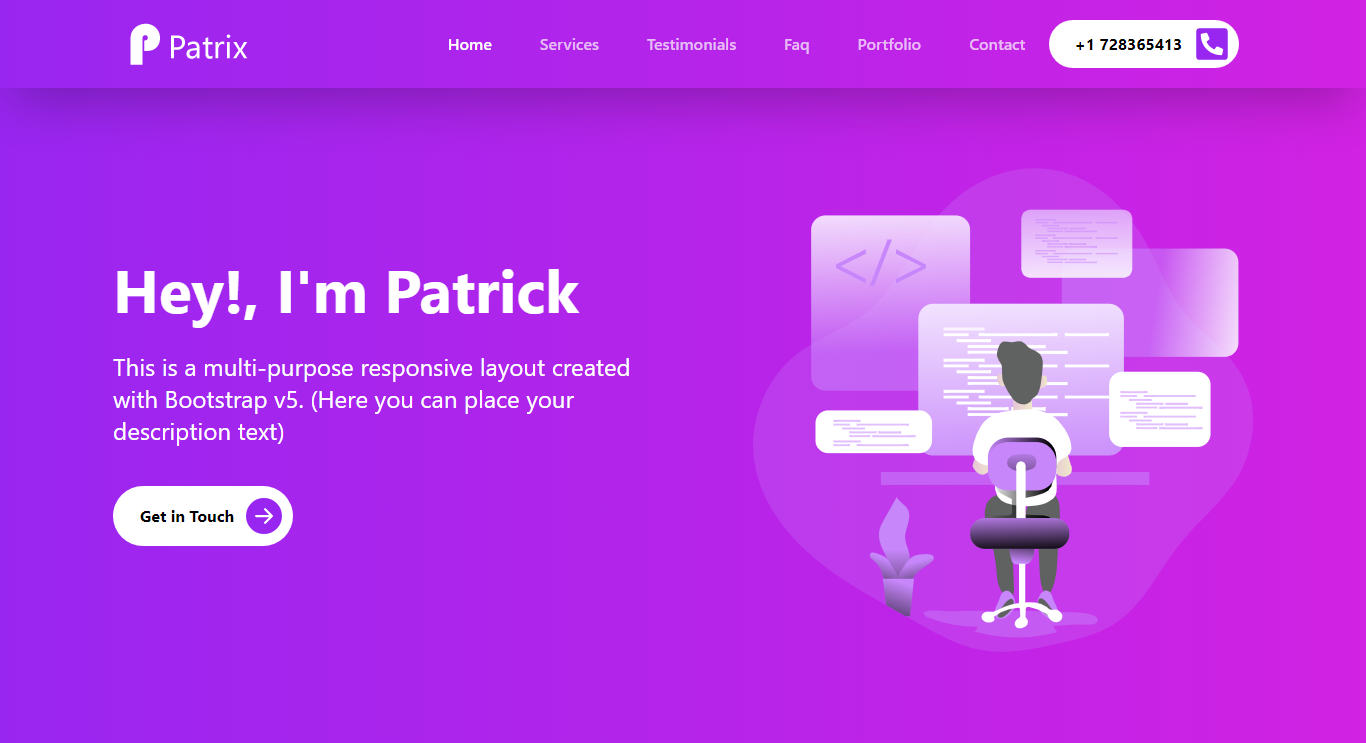 Patrix
Home Services Testimonials Faq Portfolio Contact +1 728365413
</>
Hey!, I'm Patrick
This is a multi-purpose responsive layout created
with Bootstrap v5. (Here you can place your
description text)
Get in Touch